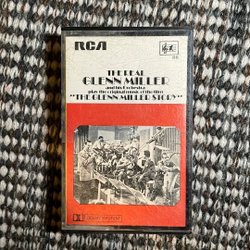 RCA
THE REAL
GLENN MILLER
and his Orchestra
play the original music of the film
"THE GLENN MILLER STORY"